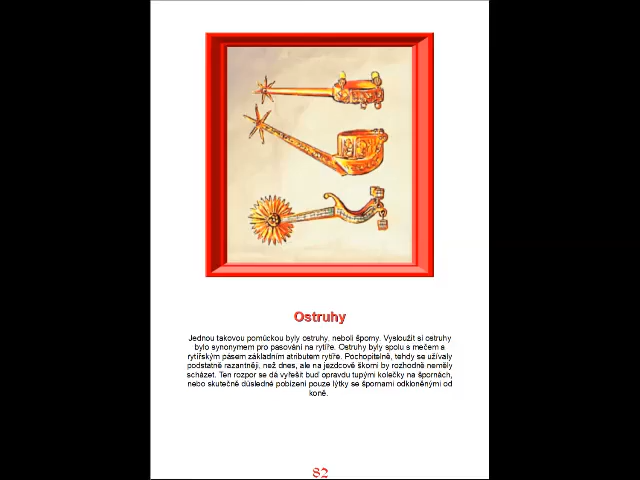 Ostruhy
Jednou takovou pomůckou byly ostruhy, neboli šporny. Vysloužit si ostruhy
bylo synonymem pro pasování na rytíře. Ostruhy byly spolu s mečem a
rytířským pásem základním atributem rytíře. Pochopitelně, tehdy se užívaly
podstatně razantněji, než dnes, ale na jezdcově škorni by rozhodně neměly
scházet. Ten rozpor se dá vyřešit buď opravdu tupými kolečky na špornách,
nebo skutečně důsledné pobízení pouze lýtky se špornami odkloněnými od
koně.
82